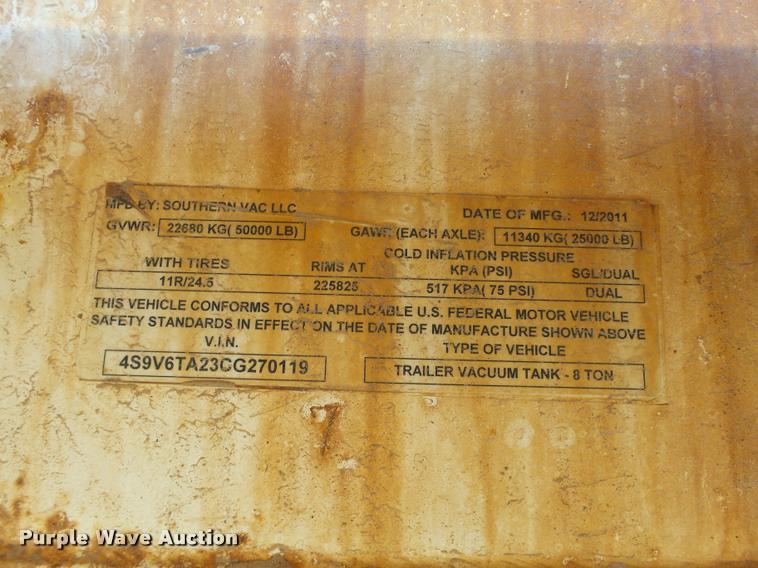 MFD BY: SOUTHERN VAC LLC DATE OF MFG.: 12/2011
GVWR: 22680 KG( 50000 LB) GAWR (EACH AXLE): 11340 KG( 25000 LB)
COLD INFLATION PRESSURE
WITH TIRES RIMS AT KPA (PSI) SGL/DUAL
11R/24.5 225825 517 KPA( 75 PSI) DUAL
THIS VEHICLE CONFORMS TO ALL APPLICABLE U.S. FEDERAL MOTOR VEHICLE
SAFETY STANDARDS IN EFFECT ON THE DATE OF MANUFACTURE SHOWN ABOVE
V.I.N. TYPE OF VEHICLE
4S9V6TA23CG270119 TRAILER VACUUM TANK - 8 TON
Purple Wave Auction